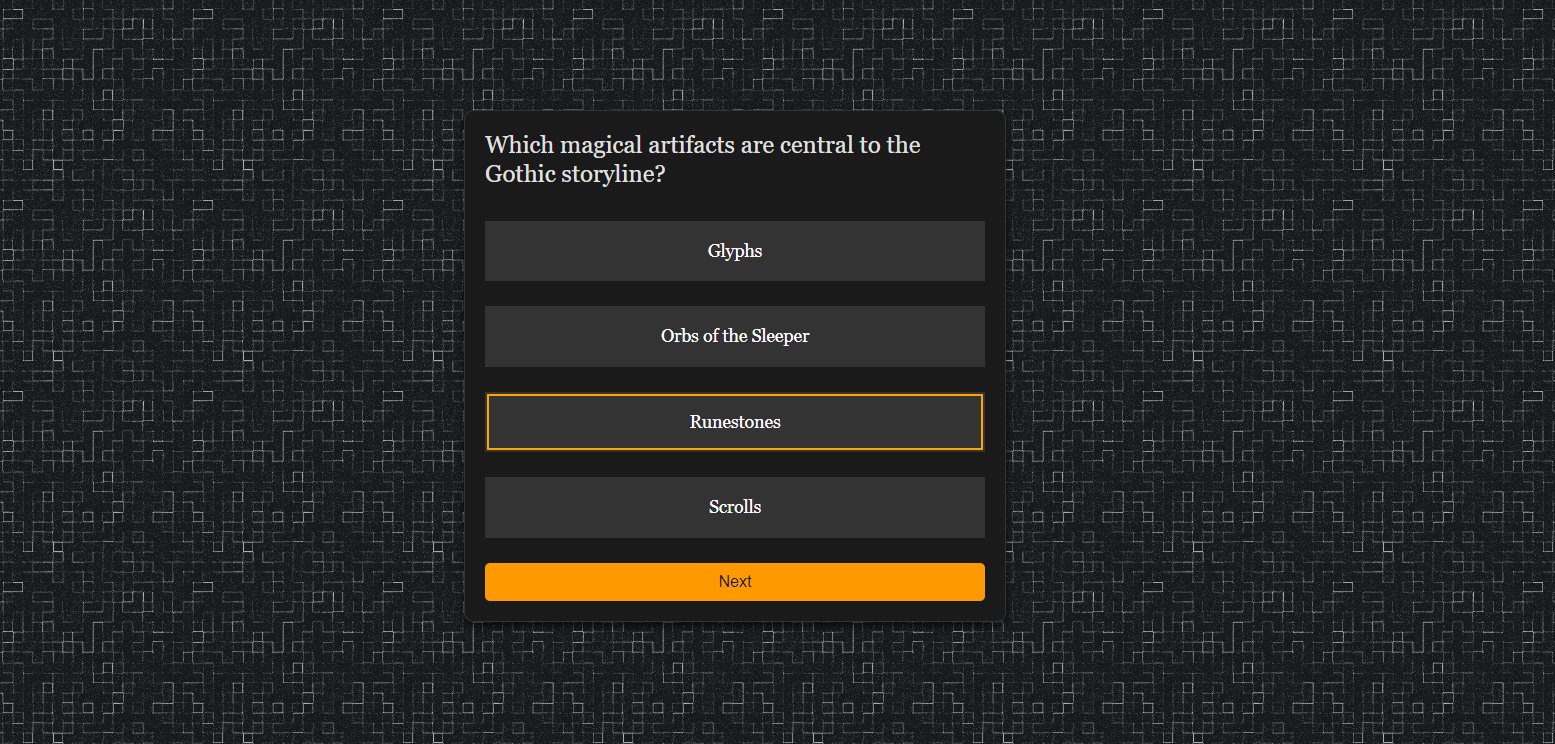 Which magical artifacts are central to the
Gothic storyline?
Glyphs
Orbs of the Sleeper
Runestones
Scrolls
Next